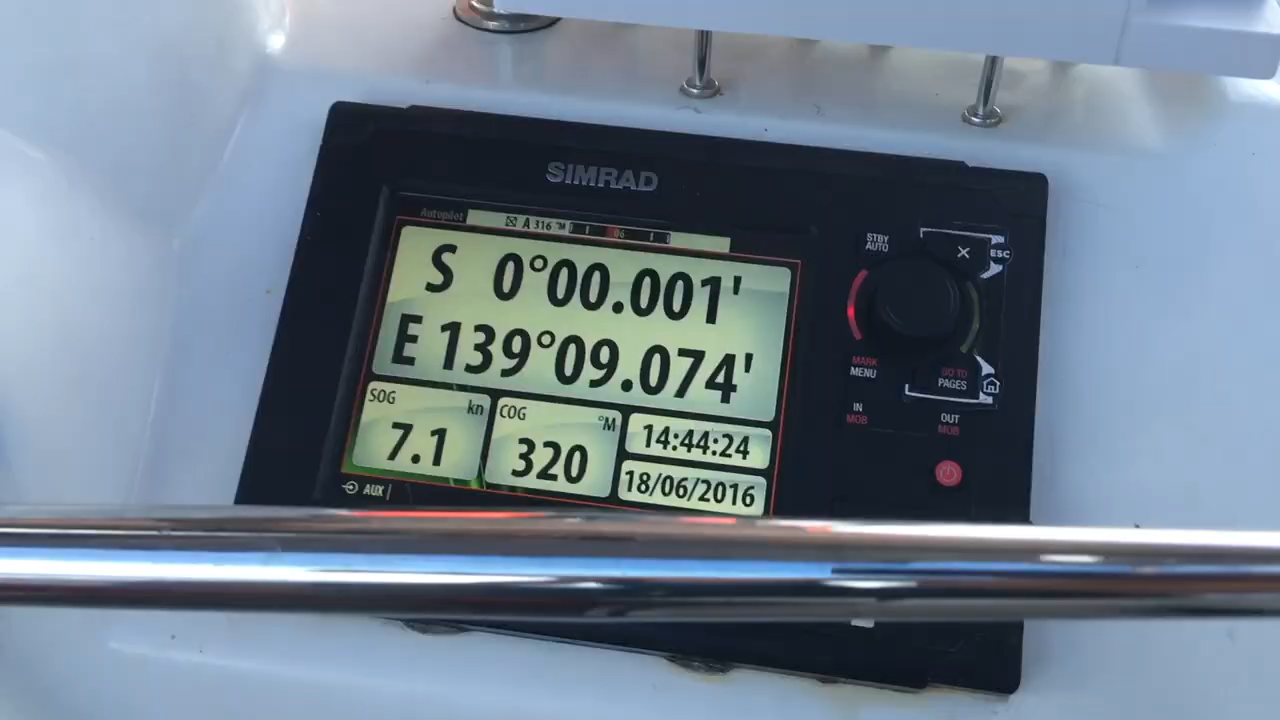 SIMRAD
Autopilot
A 316 °M
06
S 0°00.001'
E 139°09.074'
SOG kn
7.1
COG °M
320
14:44:24
18/06/2016
AUX
STBY
AUTO
X
ESC
MARK
MENU
GO TO
PAGES
IN
MOB
OUT
MOB